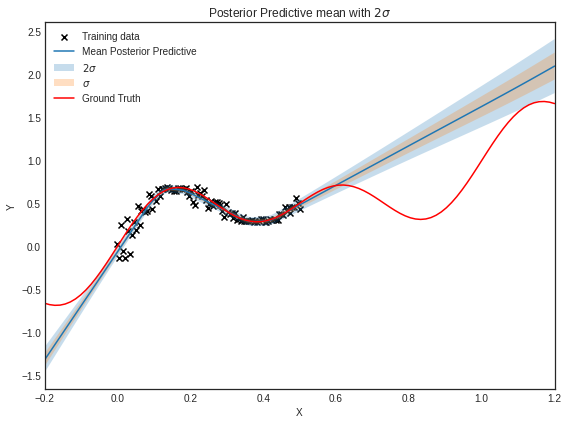 Posterior Predictive mean with 2σ
Training data
Mean Posterior Predictive
2σ
σ
Ground Truth
2.5
2.0
1.5
1.0
0.5
0.0
−0.5
−1.0
−1.5
Y
−0.2 0.0 0.2 0.4 0.6 0.8 1.0 1.2
X